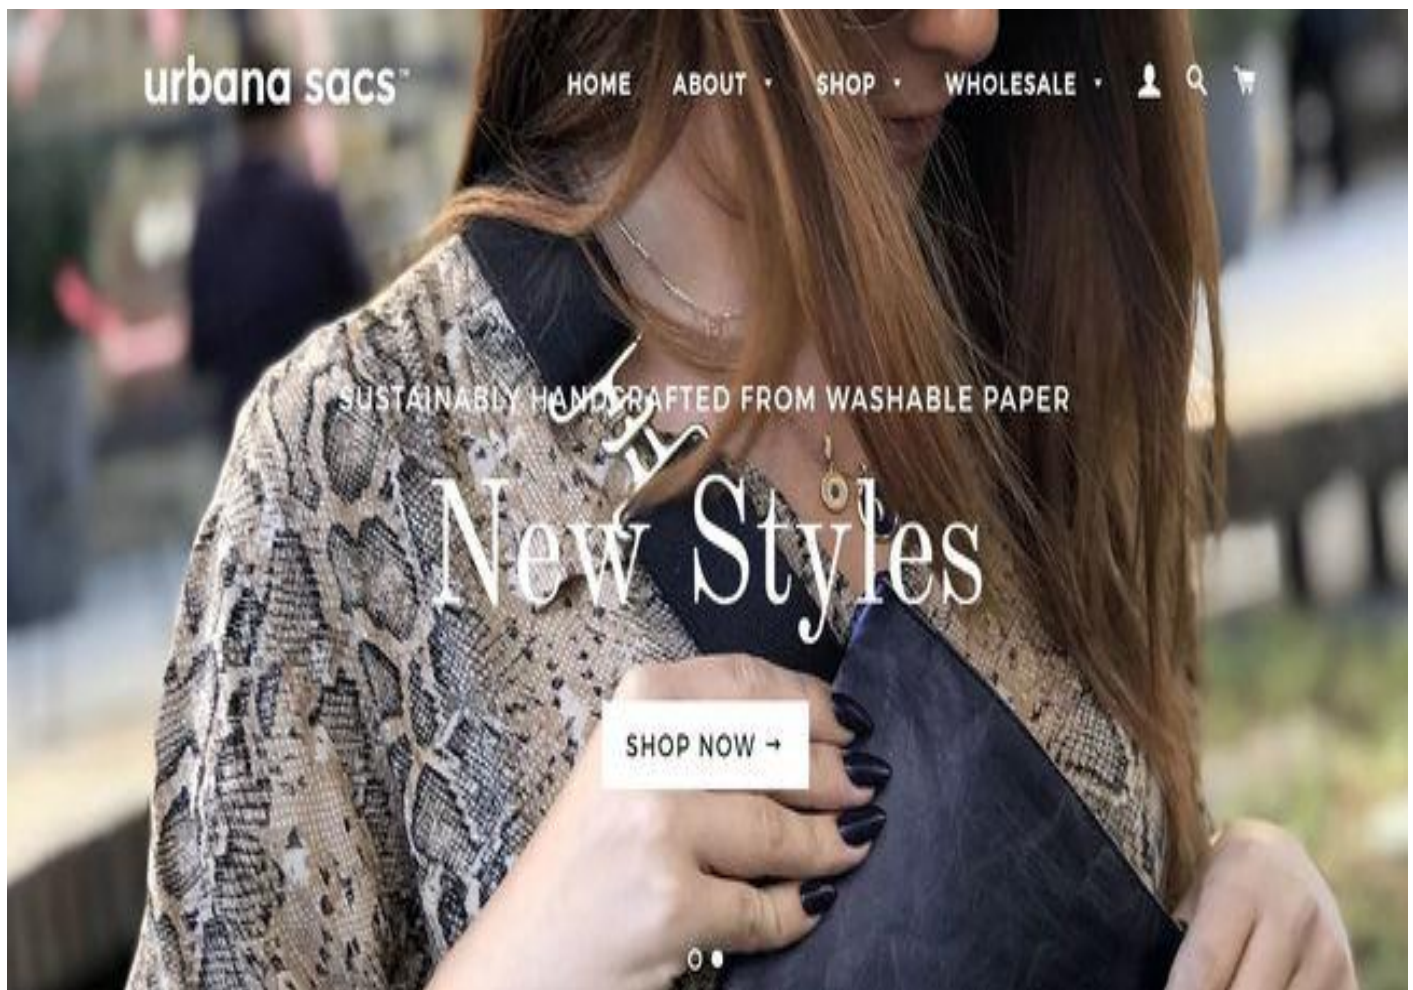 urbana sacs™
HOME ABOUT SHOP WHOLESALE
SUSTAINABLY HANDCRAFTED FROM WASHABLE PAPER
New Styles
SHOP NOW →